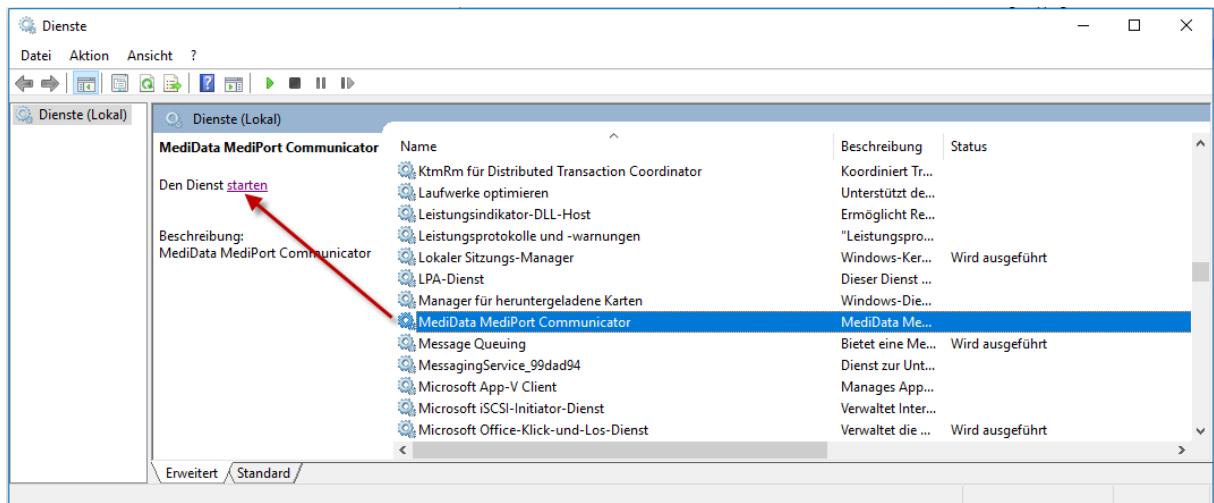 Dienste
Datei Aktion Ansicht ?
Dienste (Lokal)
Dienste (Lokal)
MediData MediPort Communicator
Den Dienst starten
Beschreibung:
MediData MediPort Communicator
Name Beschreibung Status
KtmRm für Distributed Transaction Coordinator Koordiniert Tr...
Laufwerke optimieren Unterstützt de...
Leistungsindikator-DLL-Host Ermöglicht Re...
Leistungsprotokolle und -warnungen "Leistungspro...
Lokaler Sitzungs-Manager Windows-Ker... Wird ausgeführt
LPA-Dienst Dieser Dienst ...
Manager für heruntergeladene Karten Windows-Die...
MediData MediPort Communicator MediData Me...
Message Queuing Bietet eine Me... Wird ausgeführt
MessagingService_99dad94 Dienst zur Unt...
Microsoft App-V Client Manages App...
Microsoft iSCSI-Initiator-Dienst Verwaltet Inter...
Microsoft Office-Klick-und-Los-Dienst Verwaltet die ... Wird ausgeführt
Erweitert Standard